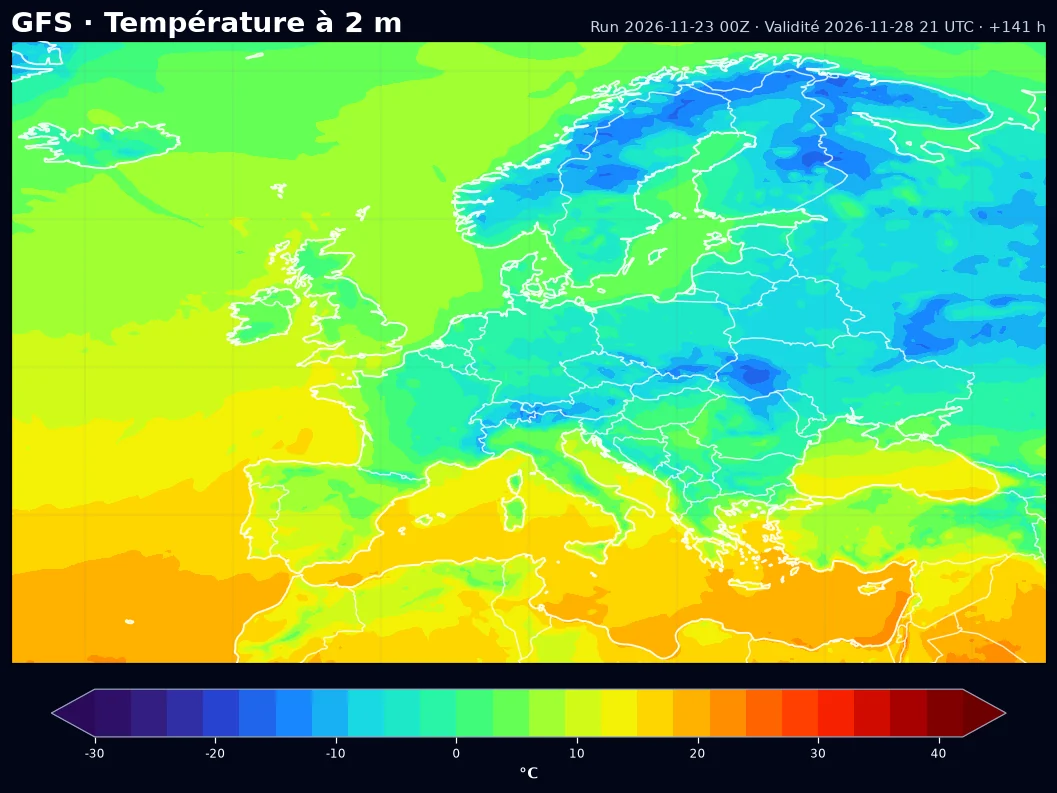 GFS · Température à 2 m
Run 2026-11-23 00Z · Validité 2026-11-28 21 UTC · +141 h
-30 -20 -10 0 10 20 30 40
°C